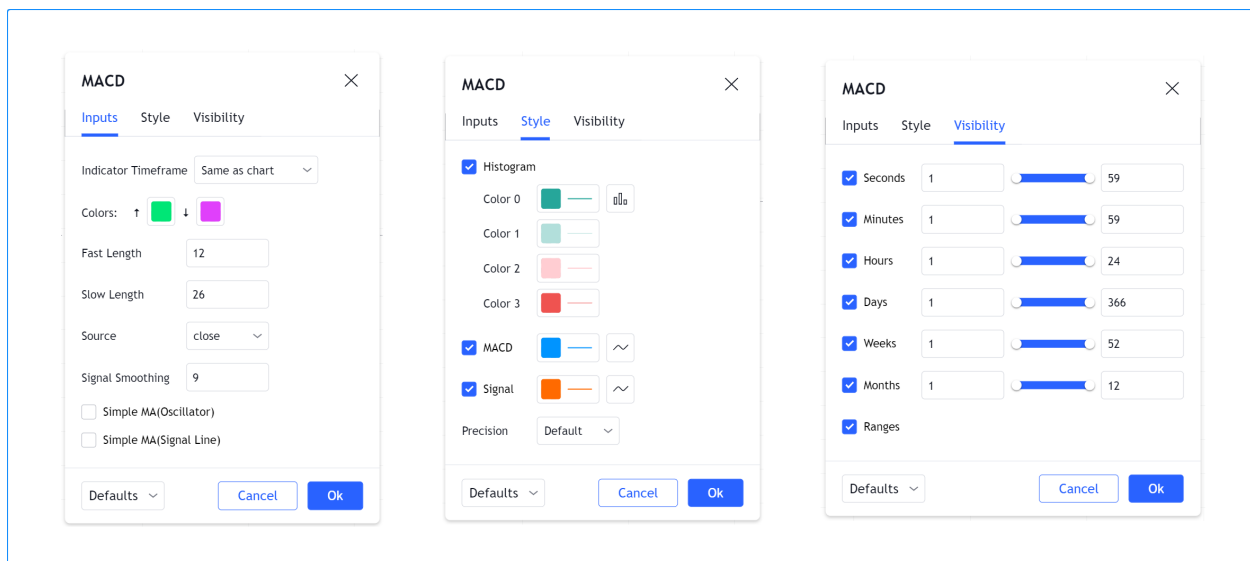 MACD
Inputs Style Visibility
Indicator Timeframe Same as chart
Colors: ↑ ↓
Fast Length 12
Slow Length 26
Source close
Signal Smoothing 9
Simple MA(Oscillator)
Simple MA(Signal Line)
Defaults Cancel Ok
MACD
Inputs Style Visibility
Histogram
Color 0
Color 1
Color 2
Color 3
MACD
Signal
Precision Default
Defaults Cancel Ok
MACD
Inputs Style Visibility
Seconds 1 59
Minutes 1 59
Hours 1 24
Days 1 366
Weeks 1 52
Months 1 12
Ranges
Defaults Cancel Ok